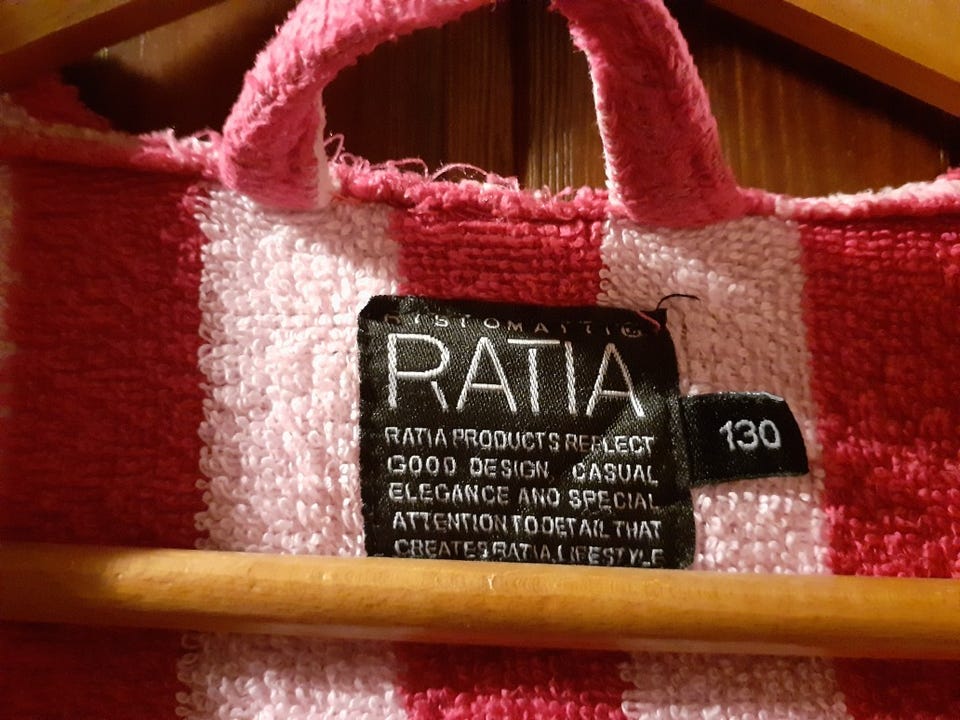 RISTOMATTI
RATIA
RATIA PRODUCTS REFLECT
GOOD DESIGN, CASUAL
ELEGANCE AND SPECIAL
ATTENTION TO DETAIL THAT
CREATES RATIA LIFESTYLE
130